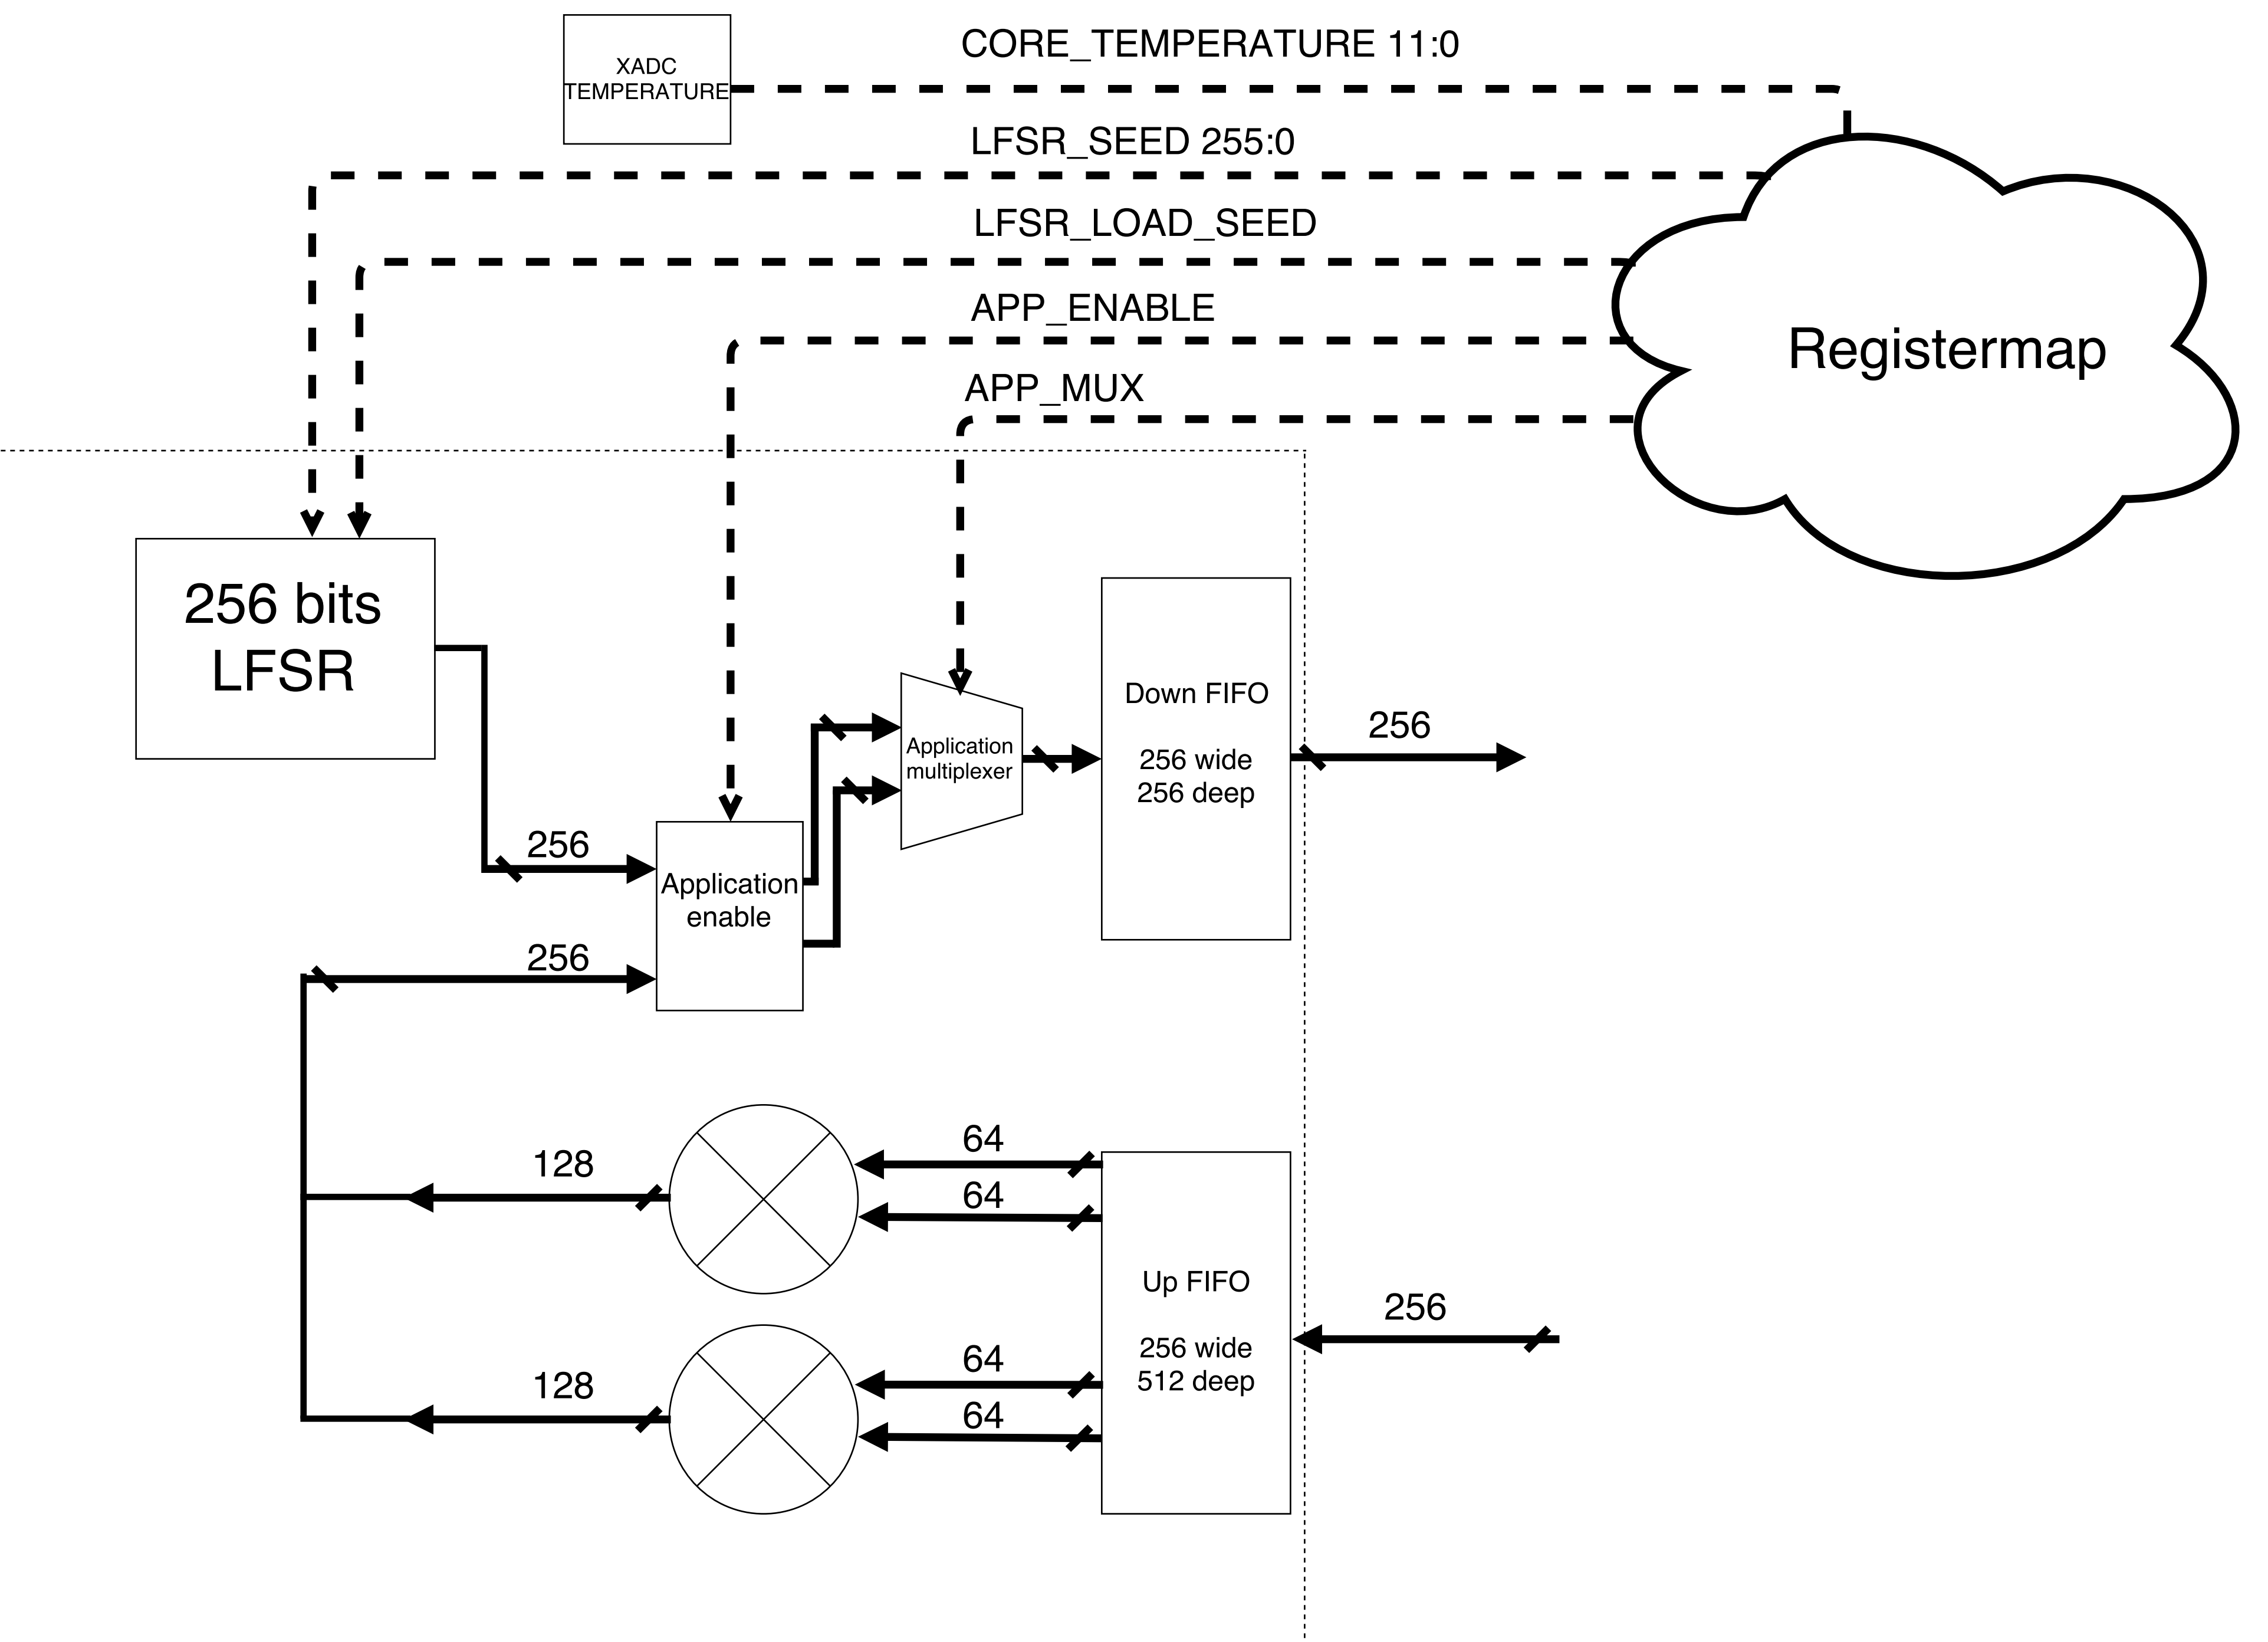 CORE_TEMPERATURE 11:0
XADC
TEMPERATURE
LFSR_SEED 255:0
LFSR_LOAD_SEED
APP_ENABLE
APP_MUX
Registermap
256 bits
LFSR
Down FIFO
256 wide
256 deep
256
Application
multiplexer
256
Application
enable
256
64
128
64
Up FIFO
256 wide
512 deep
256
64
128
64